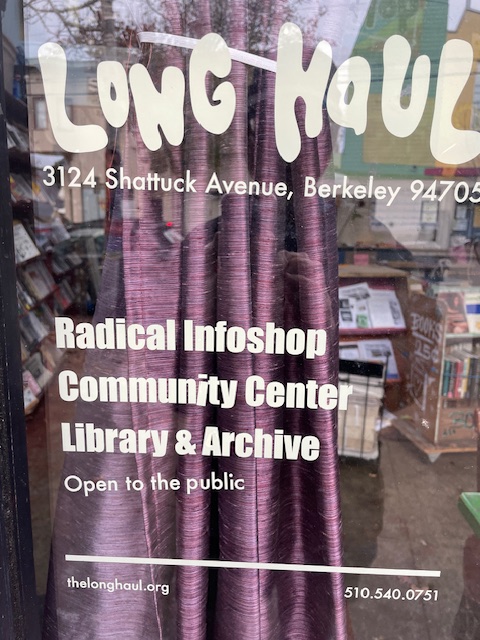 LONG HAUL
3124 Shattuck Avenue, Berkeley 94705
Radical Infoshop
Community Center
Library & Archive
Open to the public
thelonghaul.org
510.540.0751